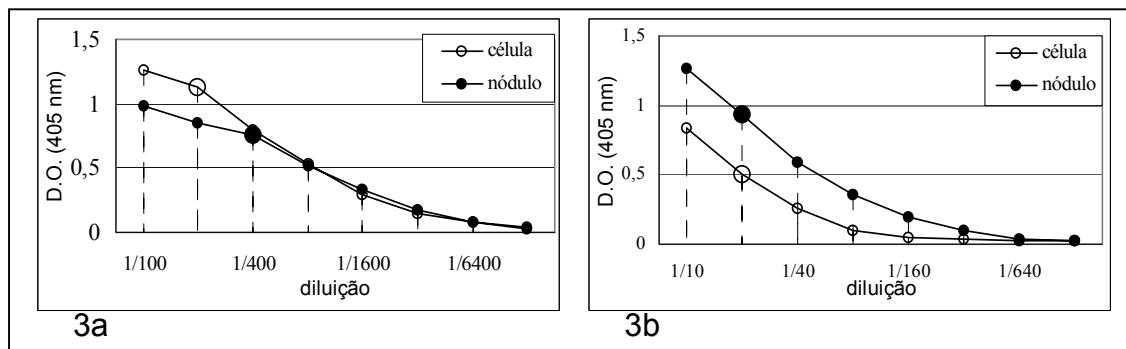 1,5
1
0,5
0
D.O. (405 nm)
célula
nódulo
1/100
1/400
1/1600
1/6400
diluição
3a
1,5
1
0,5
0
D.O. (405 nm)
célula
nódulo
1/10
1/40
1/160
1/640
diluição
3b